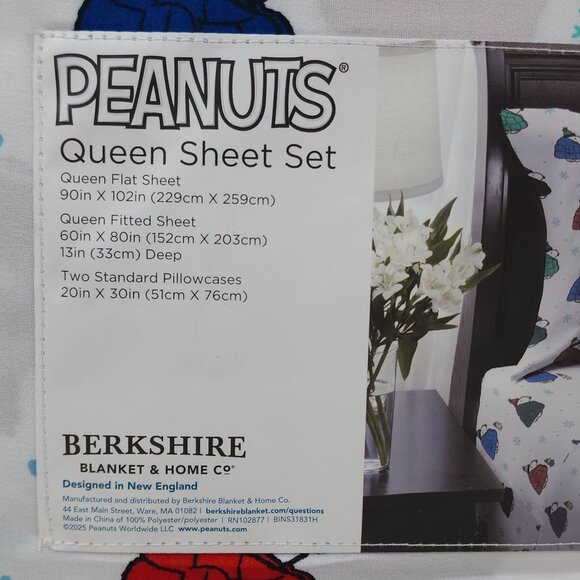 PEANUTS®
Queen Sheet Set
Queen Flat Sheet
90in X 102in (229cm X 259cm)
Queen Fitted Sheet
60in X 80in (152cm X 203cm)
13in (33cm) Deep
Two Standard Pillowcases
20in X 30in (51cm X 76cm)
BERKSHIRE
BLANKET & HOME CO®
Designed in New England
Manufactured and distributed by Berkshire Blanket & Home Co.
44 East Main Street, Ware, MA 01082 | berkshireblanket.com/questions
Made in China of 100% Polyester/polyester | RN102877 | BINS31831H
©2025 Peanuts Worldwide LLC www.peanuts.com